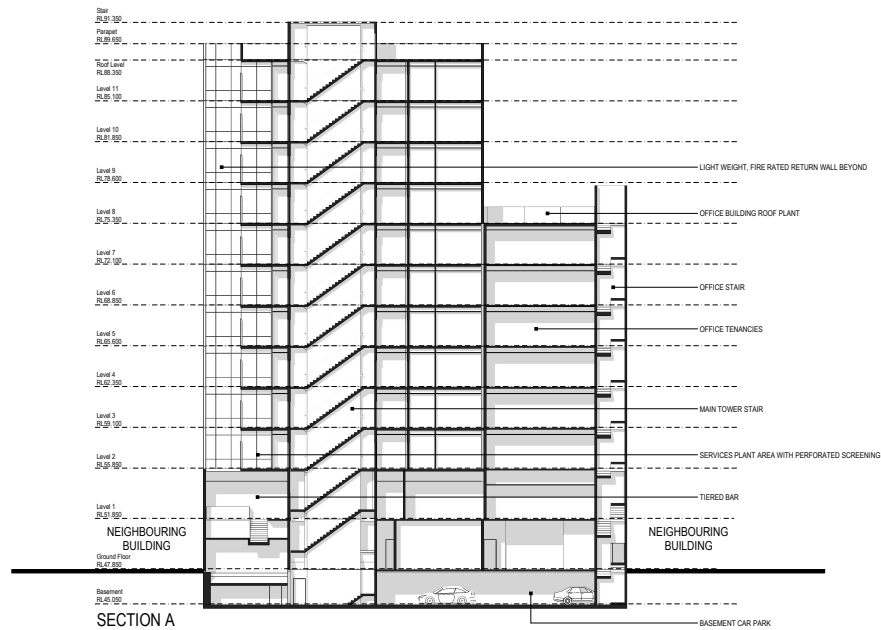 Stair
RL91.350
Parapet
RL89.650
Roof Level
RL88.350
Level 11
RL85.100
Level 10
RL81.850
Level 9
RL78.600
LIGHT WEIGHT, FIRE RATED RETURN WALL BEYOND
Level 8
RL75.350
OFFICE BUILDING ROOF PLANT
Level 7
RL72.100
Level 6
RL68.850
OFFICE STAIR
Level 5
RL65.600
OFFICE TENANCIES
Level 4
RL62.350
Level 3
RL59.100
MAIN TOWER STAIR
Level 2
RL55.850
SERVICES PLANT AREA WITH PERFORATED SCREENING
TIERED BAR
Level 1
RL51.850
NEIGHBOURING
BUILDING
NEIGHBOURING
BUILDING
Ground Floor
RL47.850
Basement
RL45.050
SECTION A
BASEMENT CAR PARK